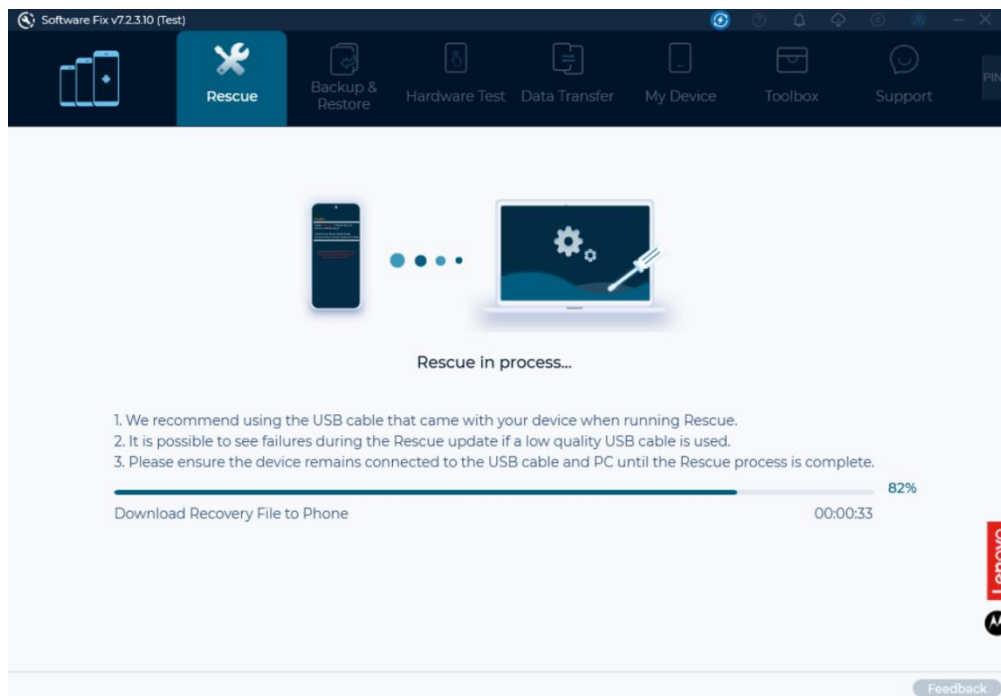 Software Fix v7.2.3.10 (Test)
Rescue
Backup &
Restore
Hardware Test
Data Transfer
My Device
Toolbox
Support
PIN
Rescue in process...
1. We recommend using the USB cable that came with your device when running Rescue.
2. It is possible to see failures during the Rescue update if a low quality USB cable is used.
3. Please ensure the device remains connected to the USB cable and PC until the Rescue process is complete.
82%
Download Recovery File to Phone
00:00:33
Lenovo
Feedback